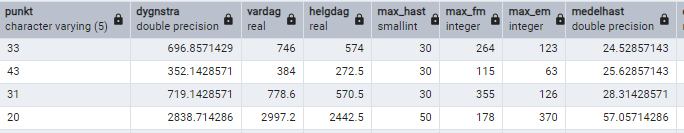 punkt dygnstra vardag helgdag max_hast max_fm max_em medelhast
character varying (5) double precision real real smallint integer integer double precision
33 696.8571429 746 574 30 264 123 24.52857143
43 352.1428571 384 272.5 30 115 63 25.62857143
31 719.1428571 778.6 570.5 30 355 126 28.31428571
20 2838.714286 2997.2 2442.5 50 178 370 57.05714286